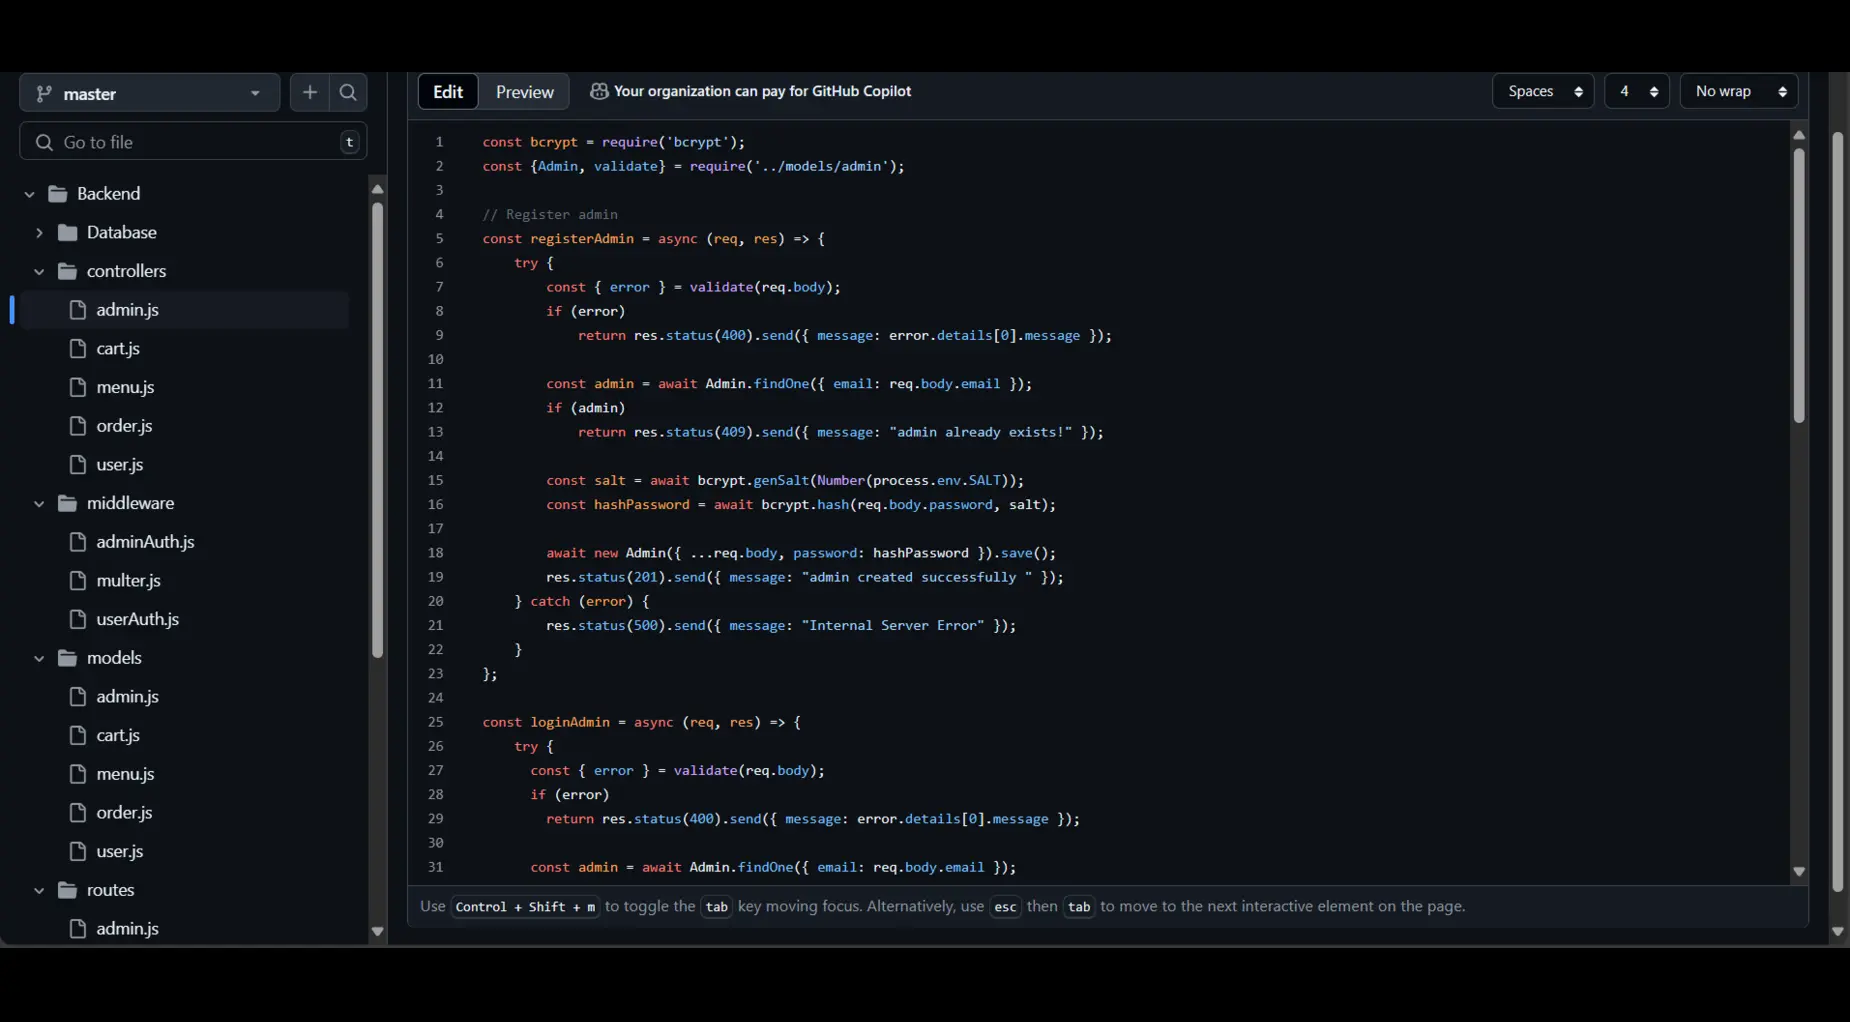 master
Go to file
t
Backend
Database
controllers
admin.js
cart.js
menu.js
order.js
user.js
middleware
adminAuth.js
multer.js
userAuth.js
models
admin.js
cart.js
menu.js
order.js
user.js
routes
admin.js
Edit Preview Your organization can pay for GitHub Copilot Spaces 4 No wrap
1 const bcrypt = require('bcrypt');
2 const {Admin, validate} = require('../models/admin');
3
4 // Register admin
5 const registerAdmin = async (req, res) => {
6     try {
7         const { error } = validate(req.body);
8         if (error)
9             return res.status(400).send({ message: error.details[0].message });
10
11         const admin = await Admin.findOne({ email: req.body.email });
12         if (admin)
13             return res.status(409).send({ message: "admin already exists!" });
14
15         const salt = await bcrypt.genSalt(Number(process.env.SALT));
16         const hashPassword = await bcrypt.hash(req.body.password, salt);
17
18         await new Admin({ ...req.body, password: hashPassword }).save();
19         res.status(201).send({ message: "admin created successfully " });
20     } catch (error) {
21         res.status(500).send({ message: "Internal Server Error" });
22     }
23 };
24
25 const loginAdmin = async (req, res) => {
26     try {
27       const { error } = validate(req.body);
28       if (error)
29         return res.status(400).send({ message: error.details[0].message });
30
31       const admin = await Admin.findOne({ email: req.body.email });
Use Control + Shift + m to toggle the tab key moving focus. Alternatively, use esc then tab to move to the next interactive element on the page.